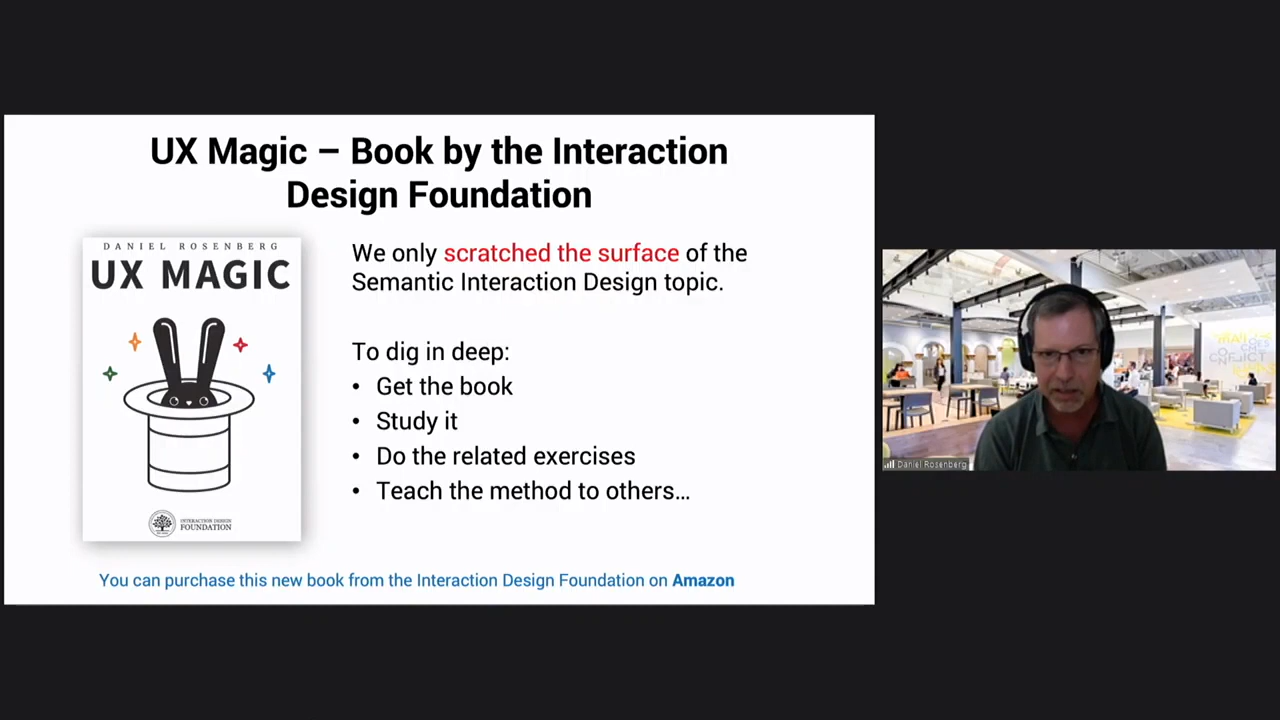 UX Magic – Book by the Interaction
Design Foundation
DANIEL ROSENBERG
UX MAGIC
INTERACTION DESIGN
FOUNDATION
We only scratched the surface of the
Semantic Interaction Design topic.
To dig in deep:
• Get the book
• Study it
• Do the related exercises
• Teach the method to others…
You can purchase this new book from the Interaction Design Foundation on Amazon
Daniel Rosenberg